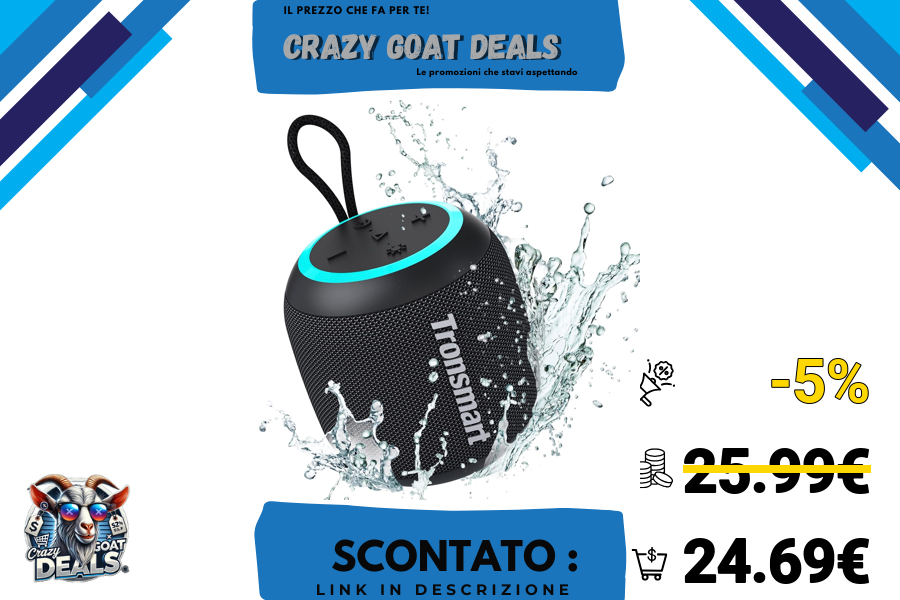 IL PREZZO CHE FA PER TE!
CRAZY GOAT DEALS
Le promozioni che stavi aspettando
Tronsmart
-5%
25.99€
24.69€
SCONTATO :
LINK IN DESCRIZIONE
Crazy
GOAT
DEALS
$